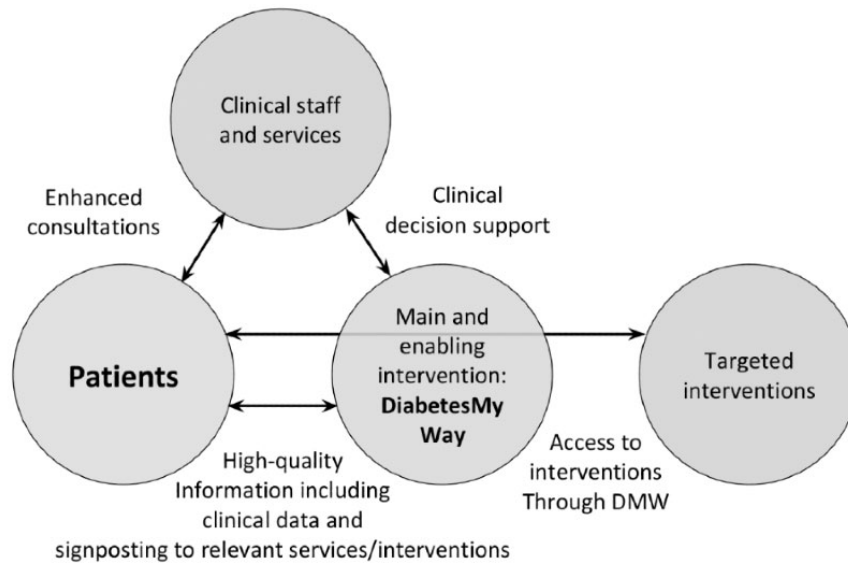 Clinical staff
and services
Enhanced
consultations
Clinical
decision support
Patients
Main and
enabling
intervention:
DiabetesMy
Way
Targeted
interventions
High-quality
Information including
clinical data and
signposting to relevant services/interventions
Access to
interventions
Through DMW